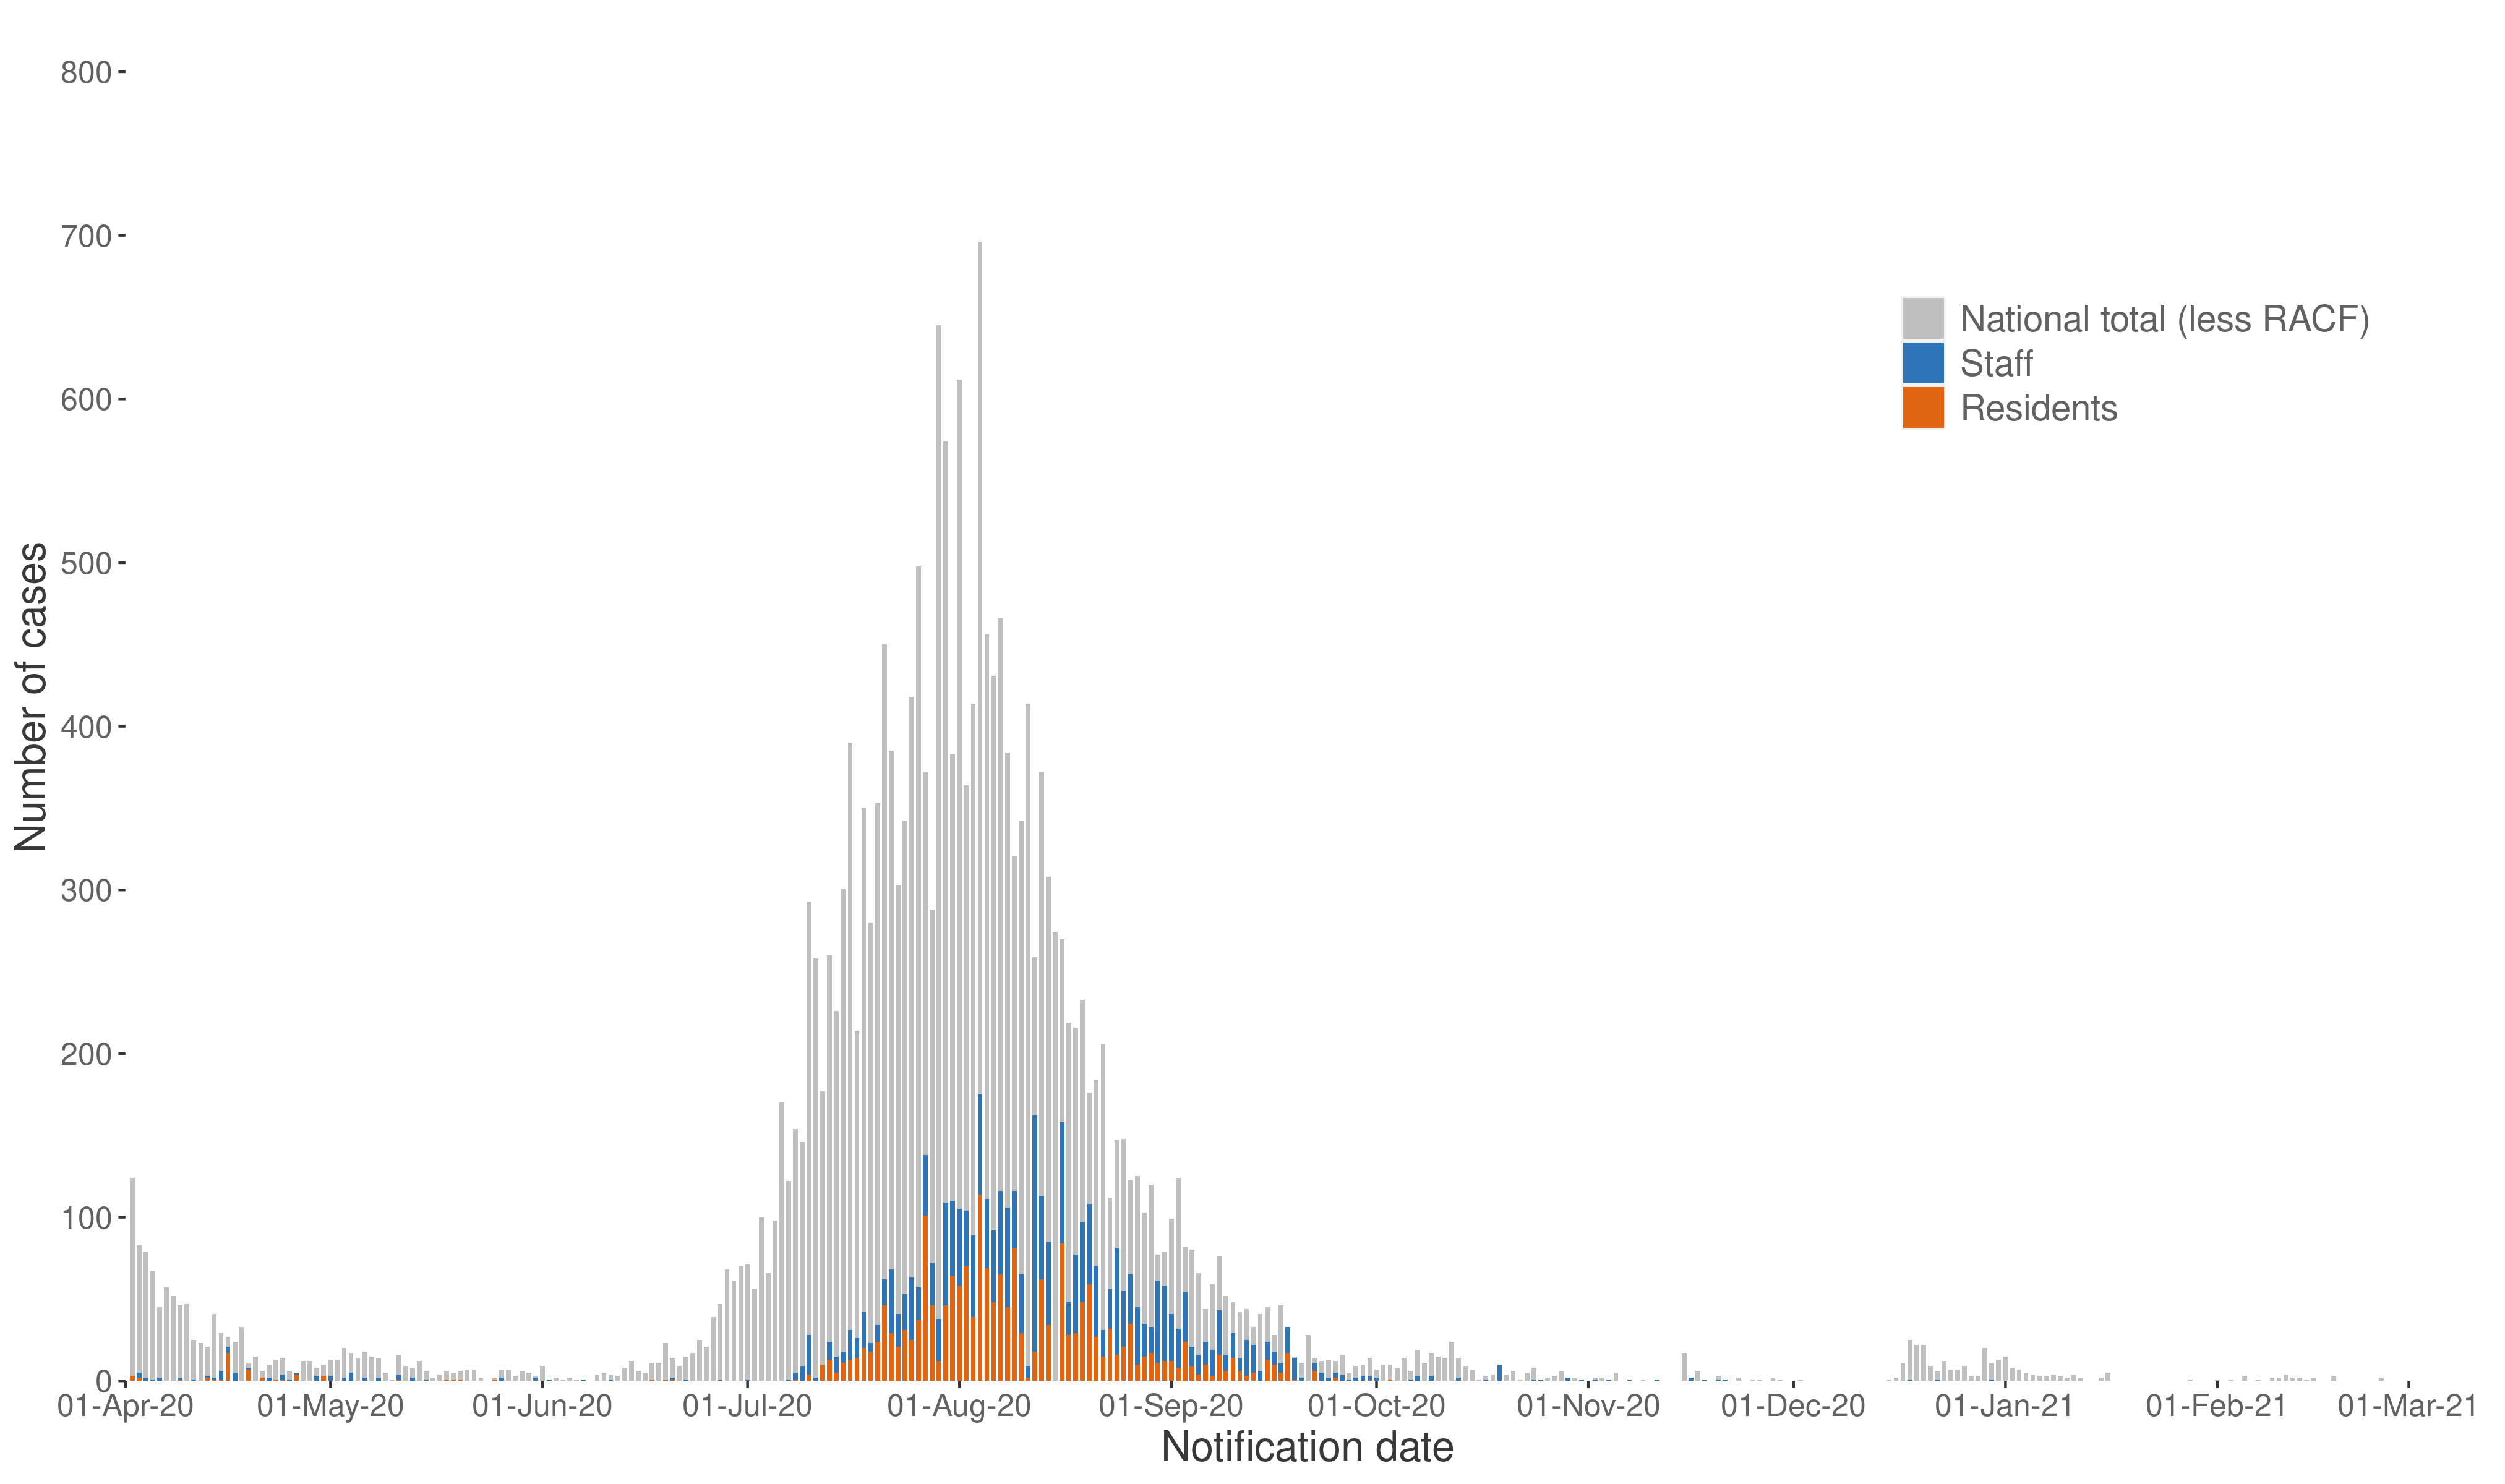 800
700
600
500
400
300
200
100
0
Number of cases
National total (less RACF)
Staff
Residents
01-Apr-20 01-May-20 01-Jun-20 01-Jul-20 01-Aug-20 01-Sep-20 01-Oct-20 01-Nov-20 01-Dec-20 01-Jan-21 01-Feb-21 01-Mar-21
Notification date